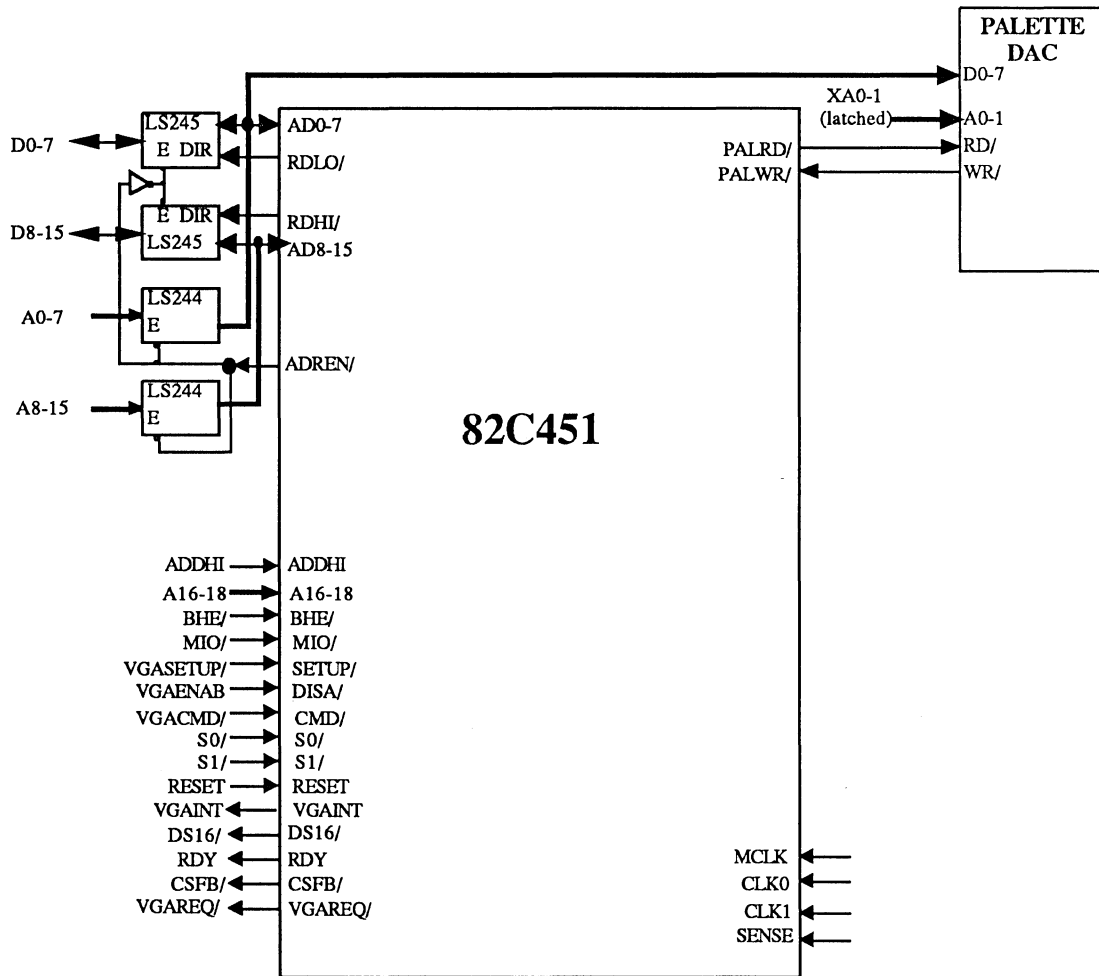 PALETTE
DAC
D0-7
XA0-1
(latched)
A0-1
PALRD/
RD/
PALWR/
WR/
D0-7
LS245
E DIR
AD0-7
RDLO/
D8-15
E DIR
LS245
RDHI/
AD8-15
A0-7
LS244
E
ADREN/
A8-15
LS244
E
82C451
ADDHI ADDHI
A16-18 A16-18
BHE/ BHE/
MIO/ MIO/
VGASETUP/ SETUP/
VGAENAB DISA/
VGACMD/ CMD/
S0/ S0/
S1/ S1/
RESET RESET
VGAINT VGAINT
DS16/ DS16/
RDY RDY
CSFB/ CSFB/
VGAREQ/ VGAREQ/
MCLK
CLK0
CLK1
SENSE